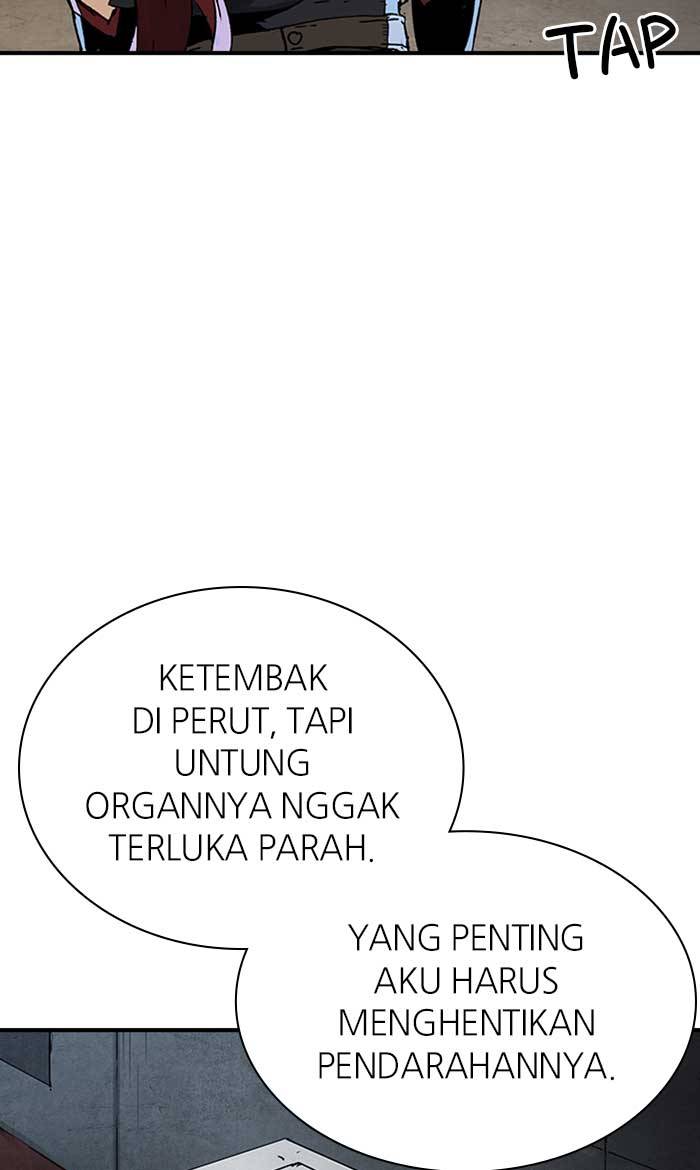 TAP
KETEMBAK
DI PERUT, TAPI
UNTUNG
ORGANNYA NGGAK
TERLUKA PARAH.
YANG PENTING
AKU HARUS
MENGHENTIKAN
PENDARAHANNYA.